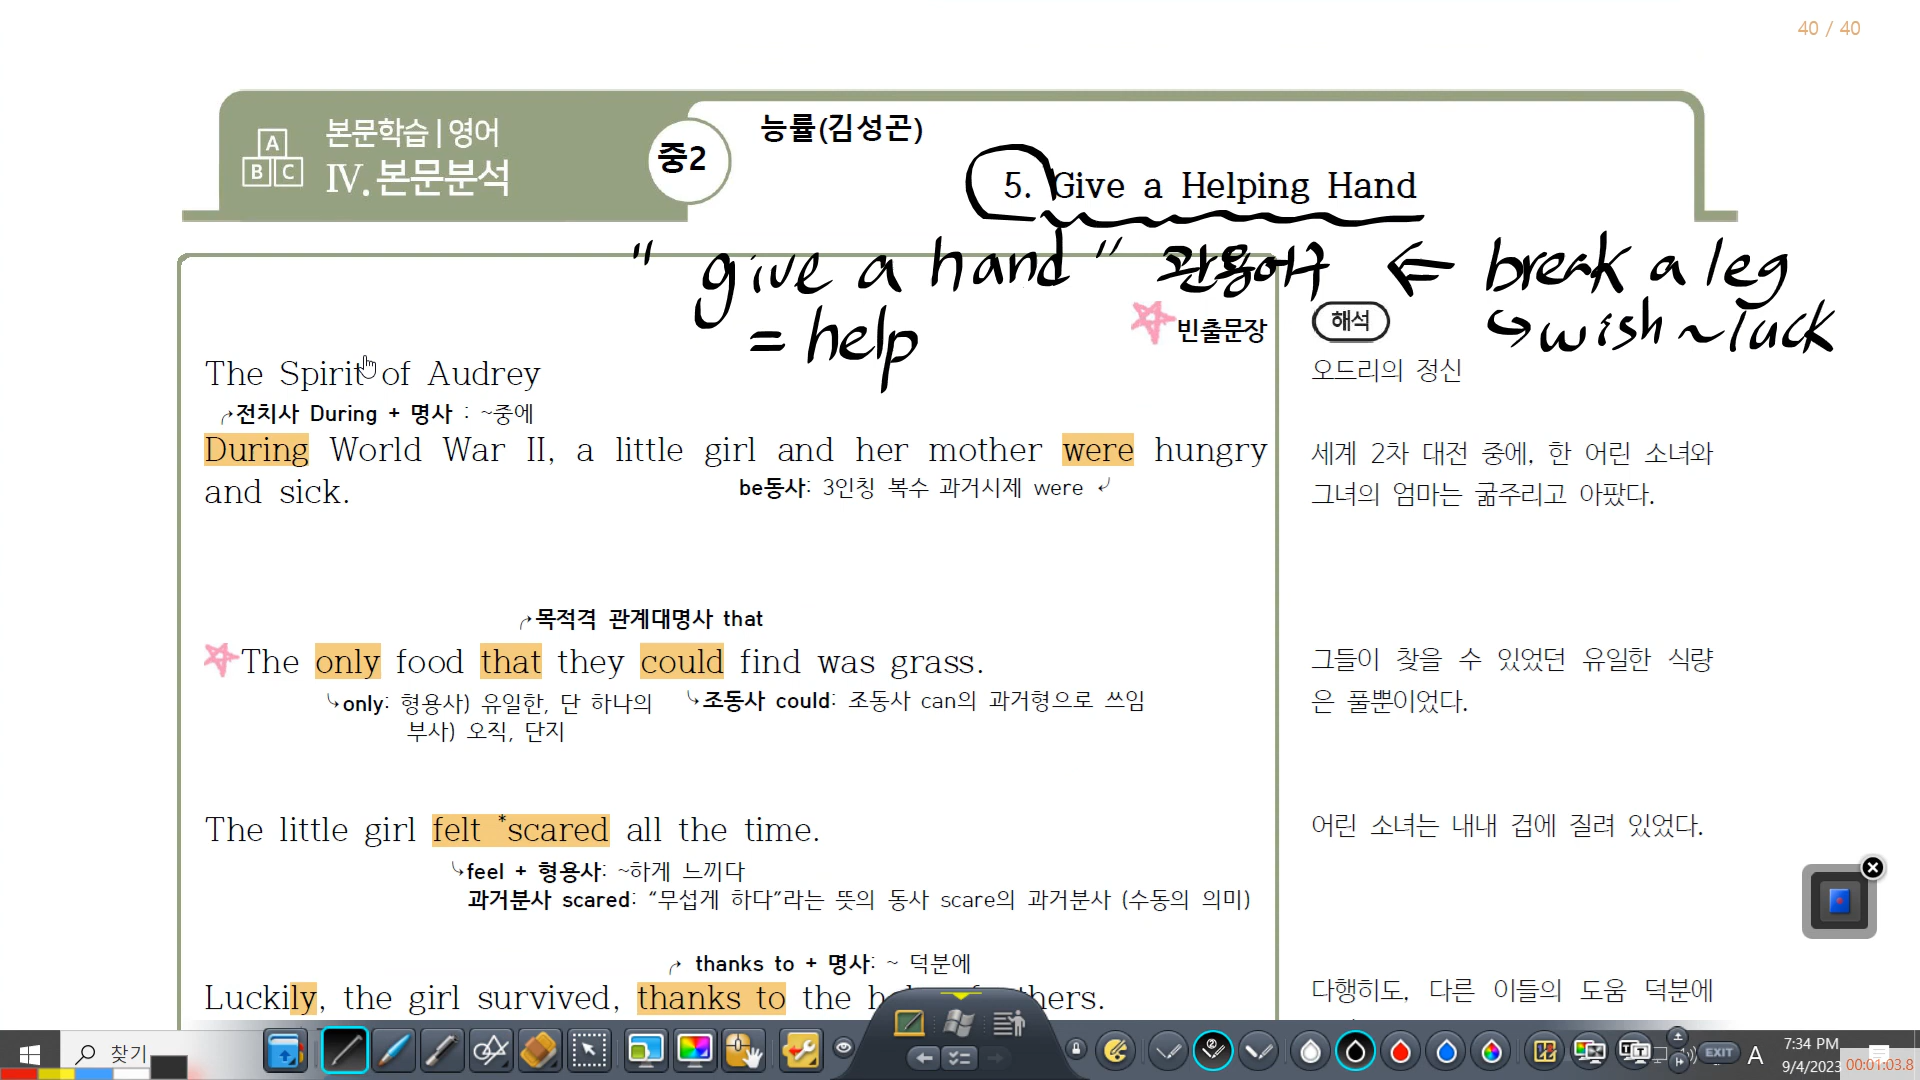 40 / 40
본문학습 | 영어
Ⅳ. 본문분석
A
B C
중2
능률(김성곤)
5. Give a Helping Hand
" give a hand " 관용어구 ⇐ break a leg
= help
↪ wish ~ luck
빈출문장
해석
The Spirit of Audrey
오드리의 정신
전치사 During + 명사 : ~중에
During World War II, a little girl and her mother were hungry
and sick.
be동사: 3인칭 복수 과거시제 were
세계 2차 대전 중에, 한 어린 소녀와
그녀의 엄마는 굶주리고 아팠다.
목적격 관계대명사 that
The only food that they could find was grass.
only: 형용사) 유일한, 단 하나의
부사) 오직, 단지
조동사 could: 조동사 can의 과거형으로 쓰임
그들이 찾을 수 있었던 유일한 식량
은 풀뿐이었다.
The little girl felt *scared all the time.
feel + 형용사: ~하게 느끼다
과거분사 scared: “무섭게 하다”라는 뜻의 동사 scare의 과거분사 (수동의 의미)
어린 소녀는 내내 겁에 질려 있었다.
thanks to + 명사: ~ 덕분에
Luckily, the girl survived, thanks to the
다행히도, 다른 이들의 도움 덕분에
찾기
EXIT
A
7:34 PM
9/4/2023
00:01:03.8